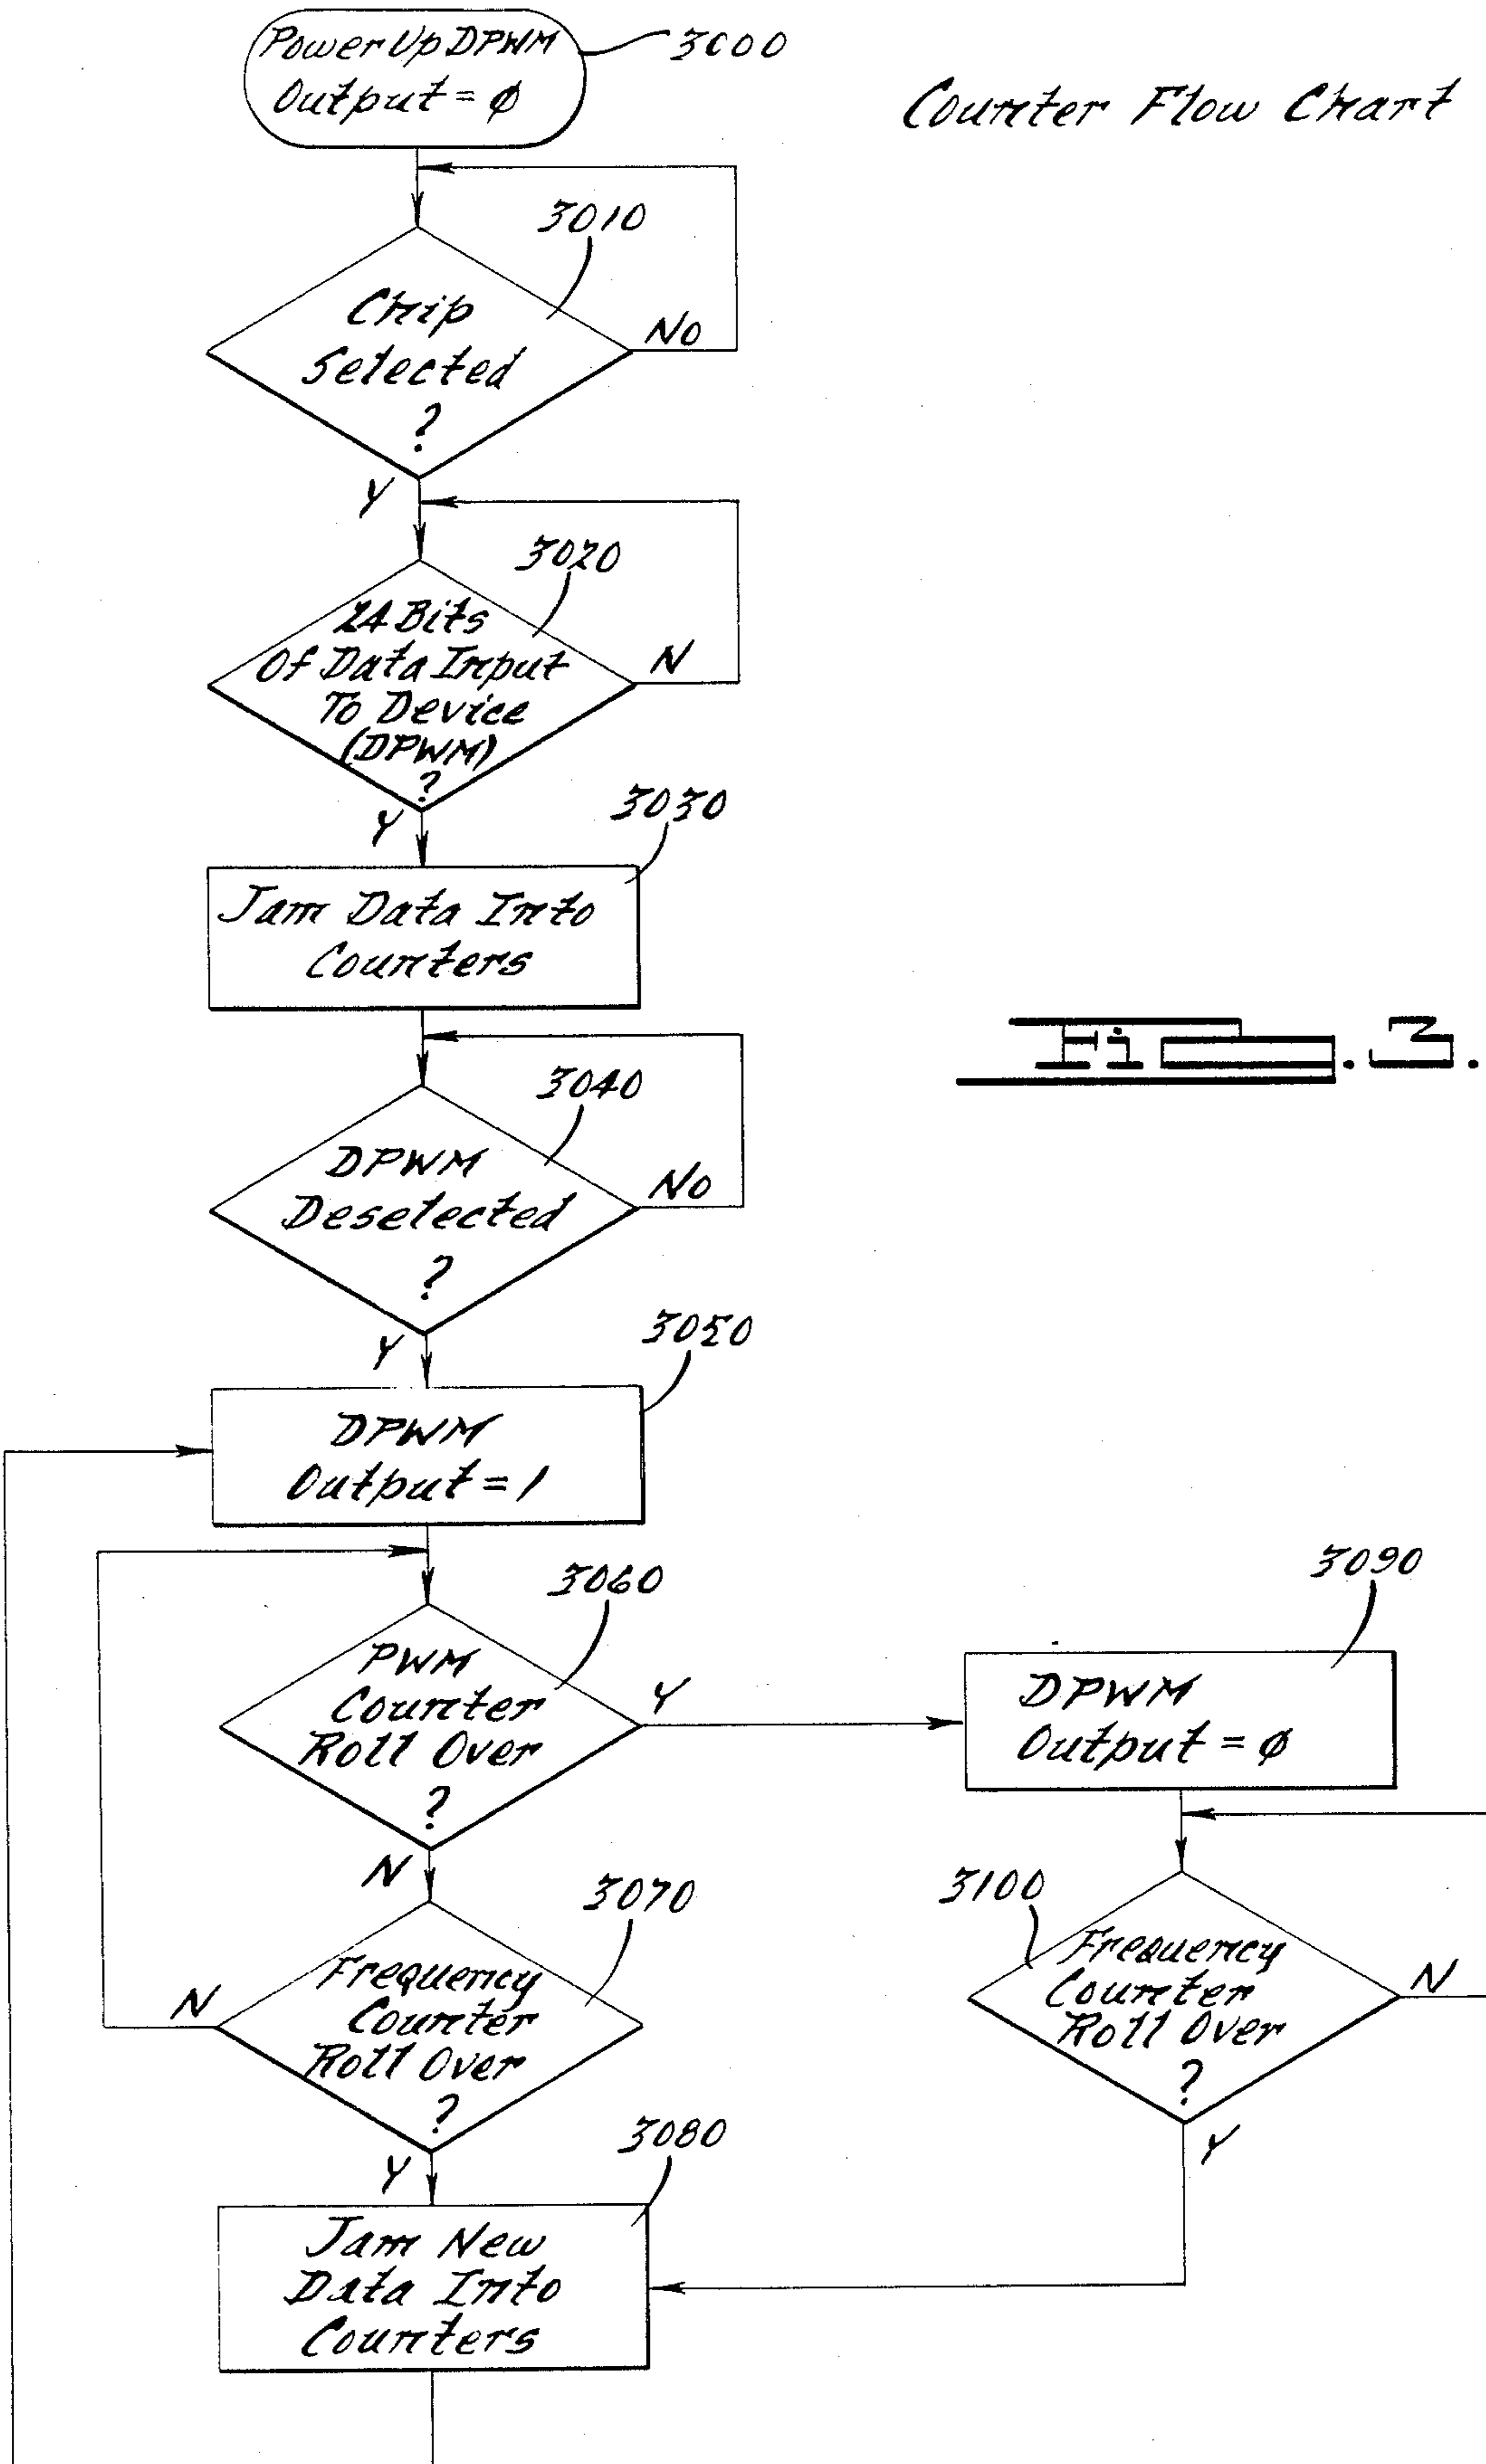 Power Up DPWM
Output = ∅
3000
Counter Flow Chart
3010
Chip
Selected
?
No
Y
3020
24 Bits
Of Data Input
To Device
(DPWM)
?
N
Y
3030
Jam Data Into
Counters
Fig. 3.
3040
DPWM
Deselected
?
No
Y
3050
DPWM
Output = 1
3060
PWM
Counter
Roll Over
?
Y
N
3090
DPWM
Output = ∅
3070
Frequency
Counter
Roll Over
?
N
Y
3100
Frequency
Counter
Roll Over
?
N
Y
3080
Jam New
Data Into
Counters